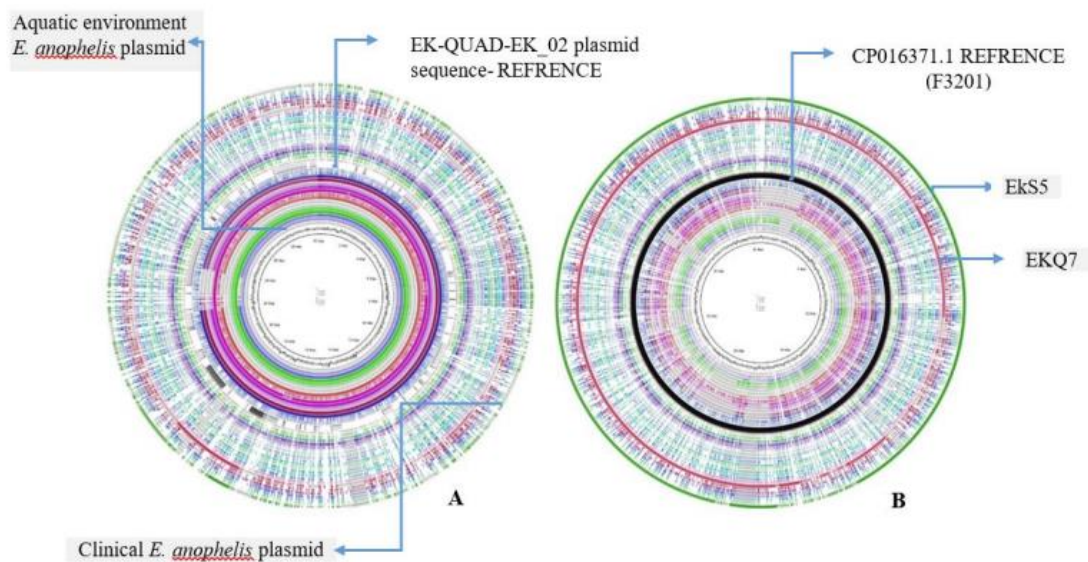 Aquatic environment
E. anophelis plasmid
EK-QUAD-EK_02 plasmid
sequence- REFRENCE
CP016371.1 REFRENCE
(F3201)
EkS5
EKQ7
A
B
Clinical E. anophelis plasmid